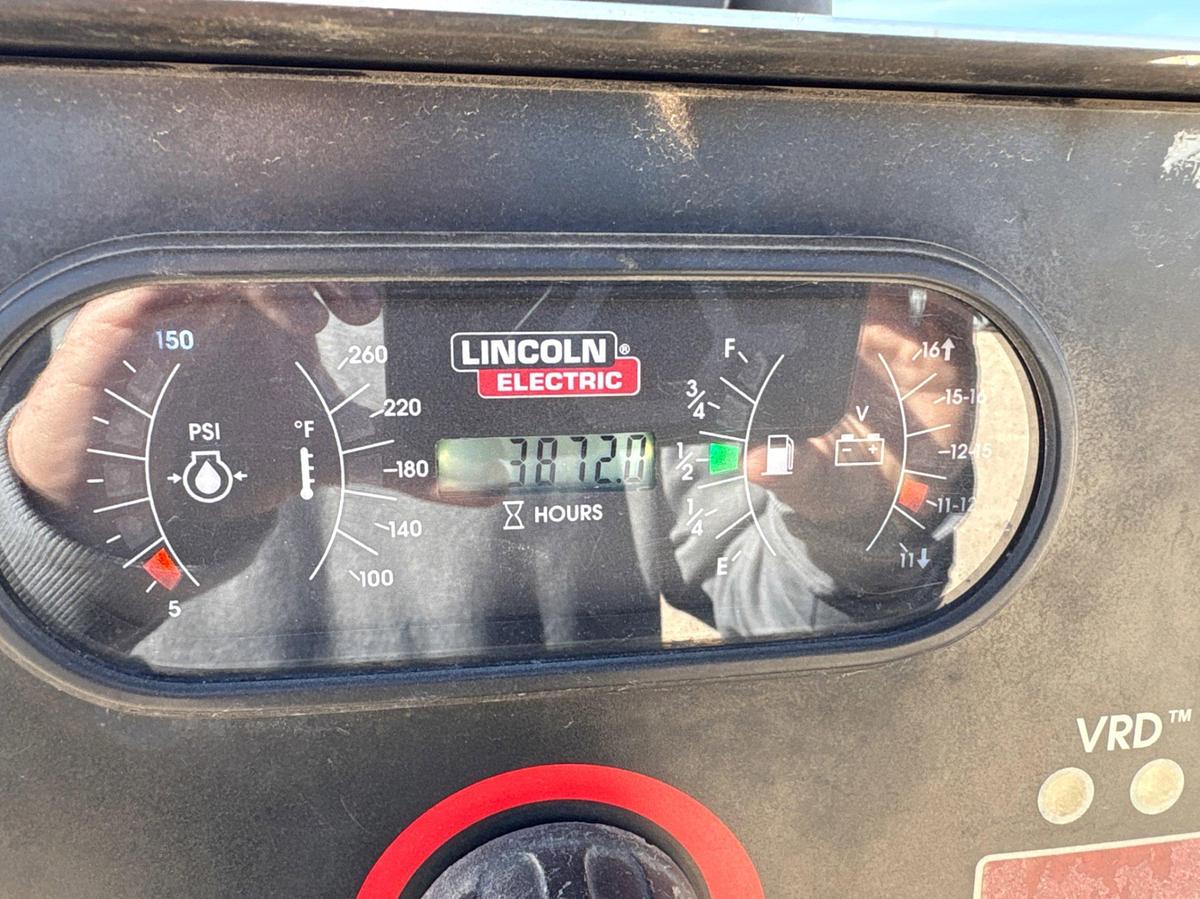 150
PSI
5
°F
260
220
180
140
100
LINCOLN®
ELECTRIC
3872.0
HOURS
F
3/4
1/2
1/4
E
V
- +
16↑
15-16
12-15
11-12
11↓
VRD™